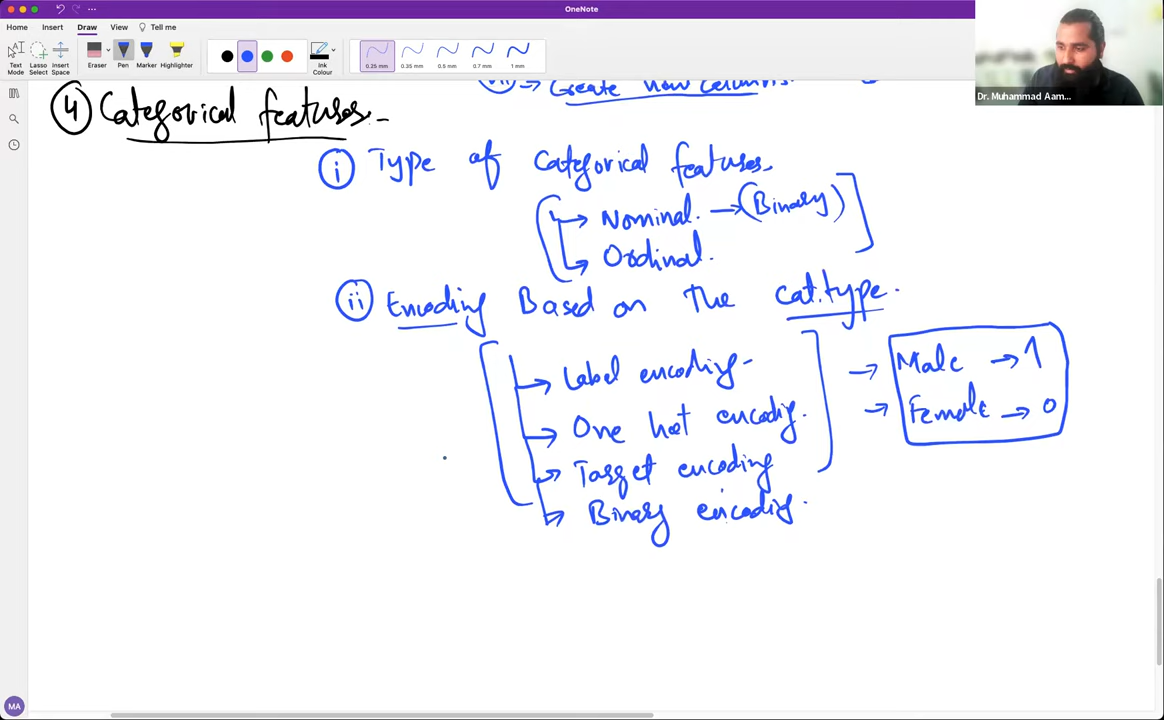 OneNote
Home Insert Draw View Tell me
Text Mode
Lasso Select
Insert Space
Eraser
Pen
Marker
Highlighter
Ink Colour
0.25 mm
0.35 mm
0.5 mm
0.7 mm
1 mm
Dr. Muhammad Aam...
→ Create new columns.
④ Categorical features.-
(i) Type of Categorical features.
→ Nominal. → (Binary)
→ Ordinal.
(ii) Encoding Based on The cat.type.
→ Label encoding-
→ One hot encodig.
→ Target encoding
→ Binary encodig.
→ Male → 1
→ Female → 0
MA